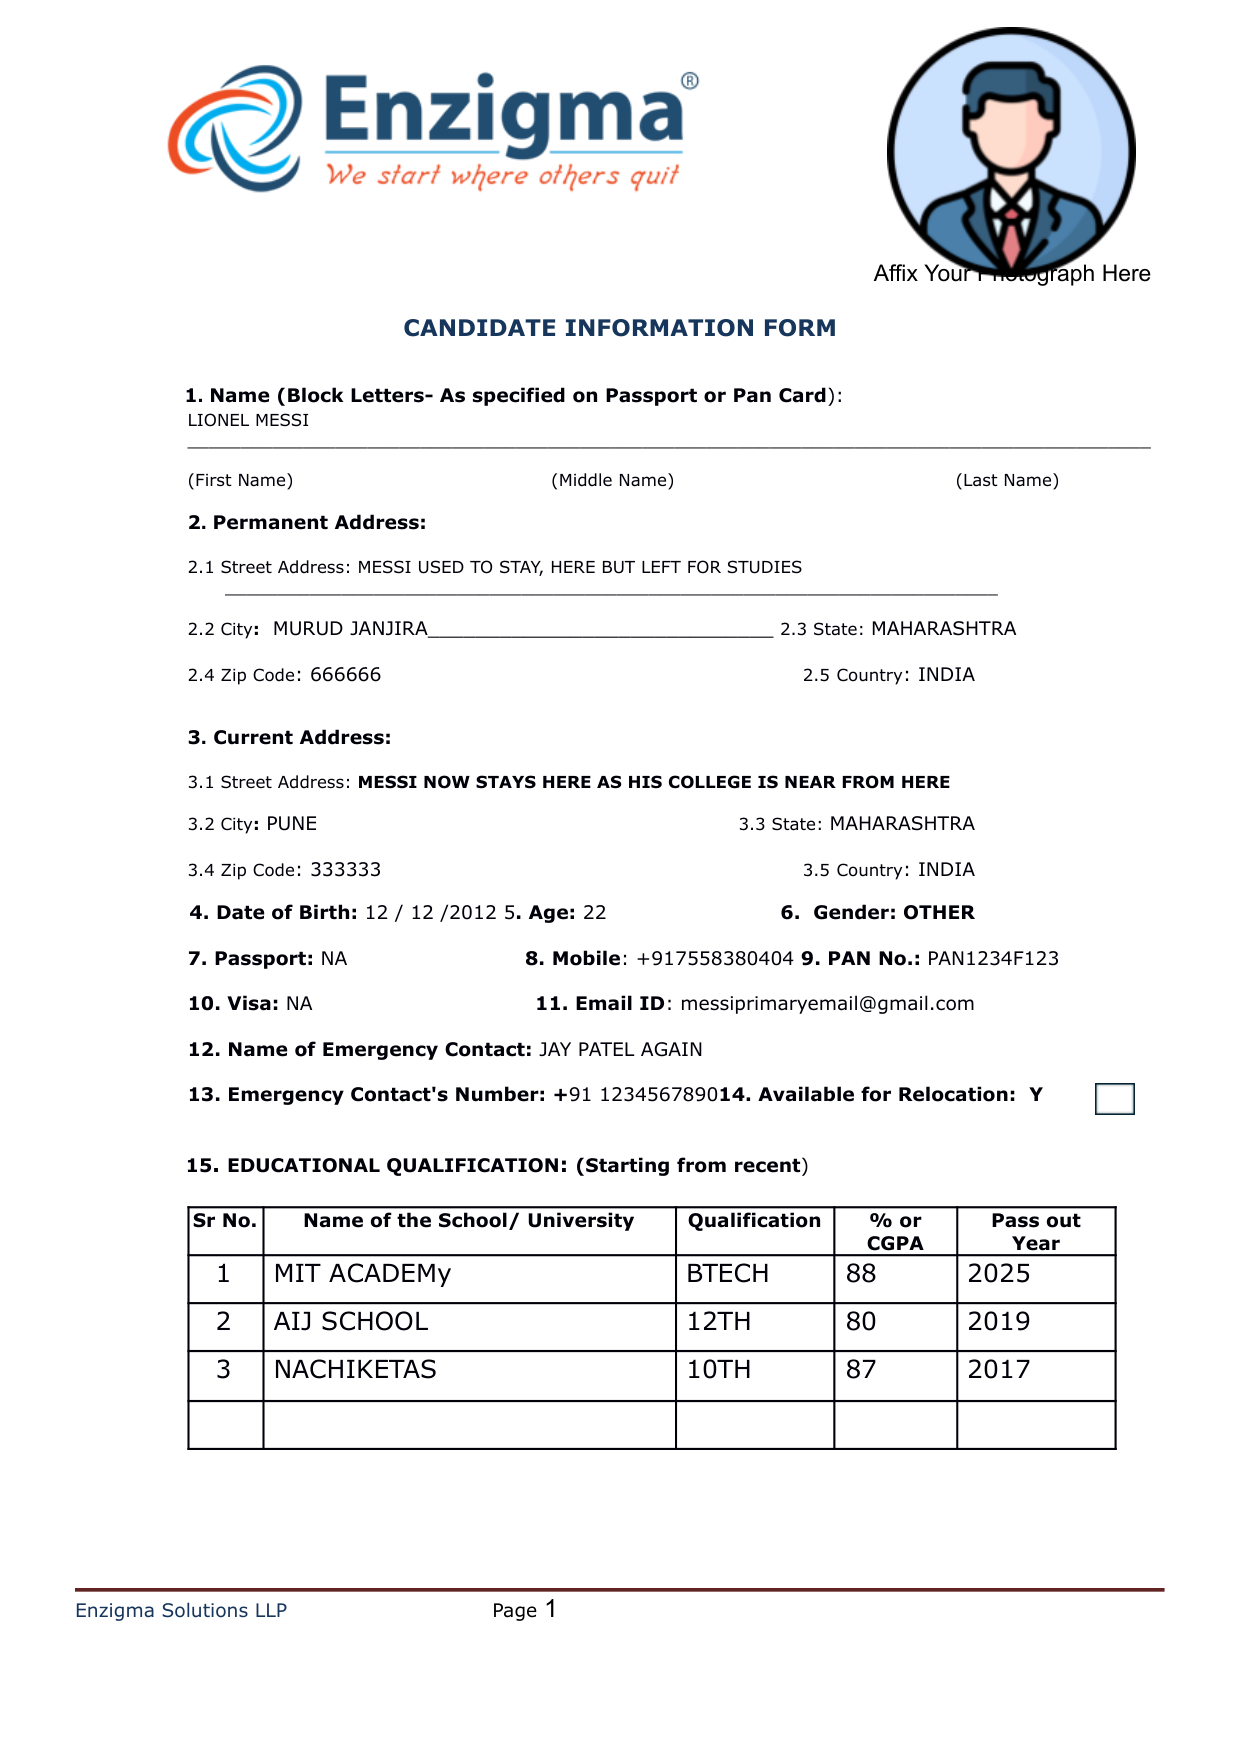 Enzigma®
We start where others quit
Affix Your Photograph Here
CANDIDATE INFORMATION FORM
1. Name (Block Letters- As specified on Passport or Pan Card):
LIONEL MESSI
(First Name) (Middle Name) (Last Name)
2. Permanent Address:
2.1 Street Address: MESSI USED TO STAY, HERE BUT LEFT FOR STUDIES
2.2 City: MURUD JANJIRA________________________________ 2.3 State: MAHARASHTRA
2.4 Zip Code: 666666 2.5 Country: INDIA
3. Current Address:
3.1 Street Address: MESSI NOW STAYS HERE AS HIS COLLEGE IS NEAR FROM HERE
3.2 City: PUNE 3.3 State: MAHARASHTRA
3.4 Zip Code: 333333 3.5 Country: INDIA
4. Date of Birth: 12 / 12 /2012 5. Age: 22 6. Gender: OTHER
7. Passport: NA 8. Mobile: +917558380404 9. PAN No.: PAN1234F123
10. Visa: NA 11. Email ID: messiprimaryemail@gmail.com
12. Name of Emergency Contact: JAY PATEL AGAIN
13. Emergency Contact's Number: +91 123456789014. Available for Relocation: Y
15. EDUCATIONAL QUALIFICATION: (Starting from recent)
Sr No. Name of the School/ University Qualification % or CGPA Pass out Year
1 MIT ACADEMy BTECH 88 2025
2 AIJ SCHOOL 12TH 80 2019
3 NACHIKETAS 10TH 87 2017
Enzigma Solutions LLP Page 1